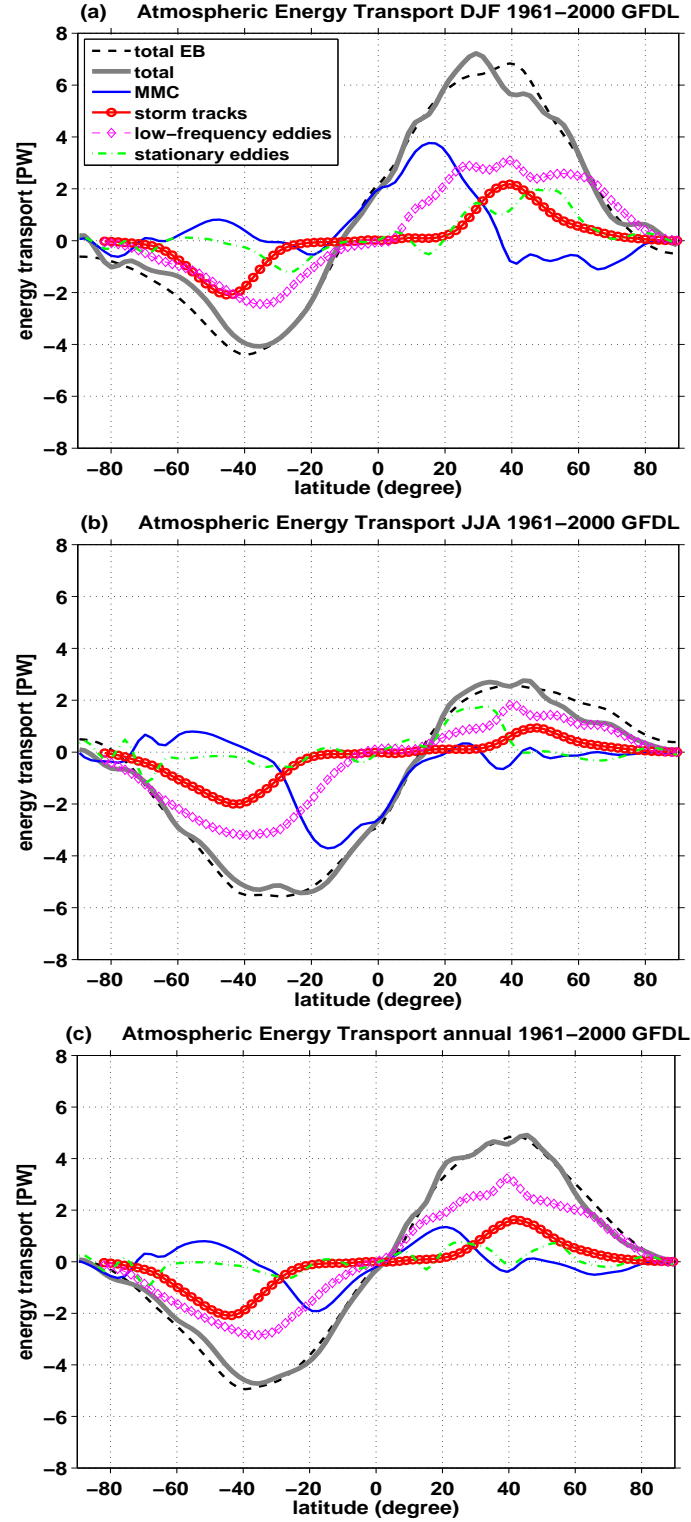 (a) Atmospheric Energy Transport DJF 1961−2000 GFDL
8
total EB
total
MMC
storm tracks
low−frequency eddies
stationary eddies
6
4
2
0
−2
−4
−6
−8
energy transport [PW]
−80 −60 −40 −20 0 20 40 60 80
latitude (degree)
(b) Atmospheric Energy Transport JJA 1961−2000 GFDL
8
6
4
2
0
−2
−4
−6
−8
energy transport [PW]
−80 −60 −40 −20 0 20 40 60 80
latitude (degree)
(c) Atmospheric Energy Transport annual 1961−2000 GFDL
8
6
4
2
0
−2
−4
−6
−8
energy transport [PW]
−80 −60 −40 −20 0 20 40 60 80
latitude (degree)